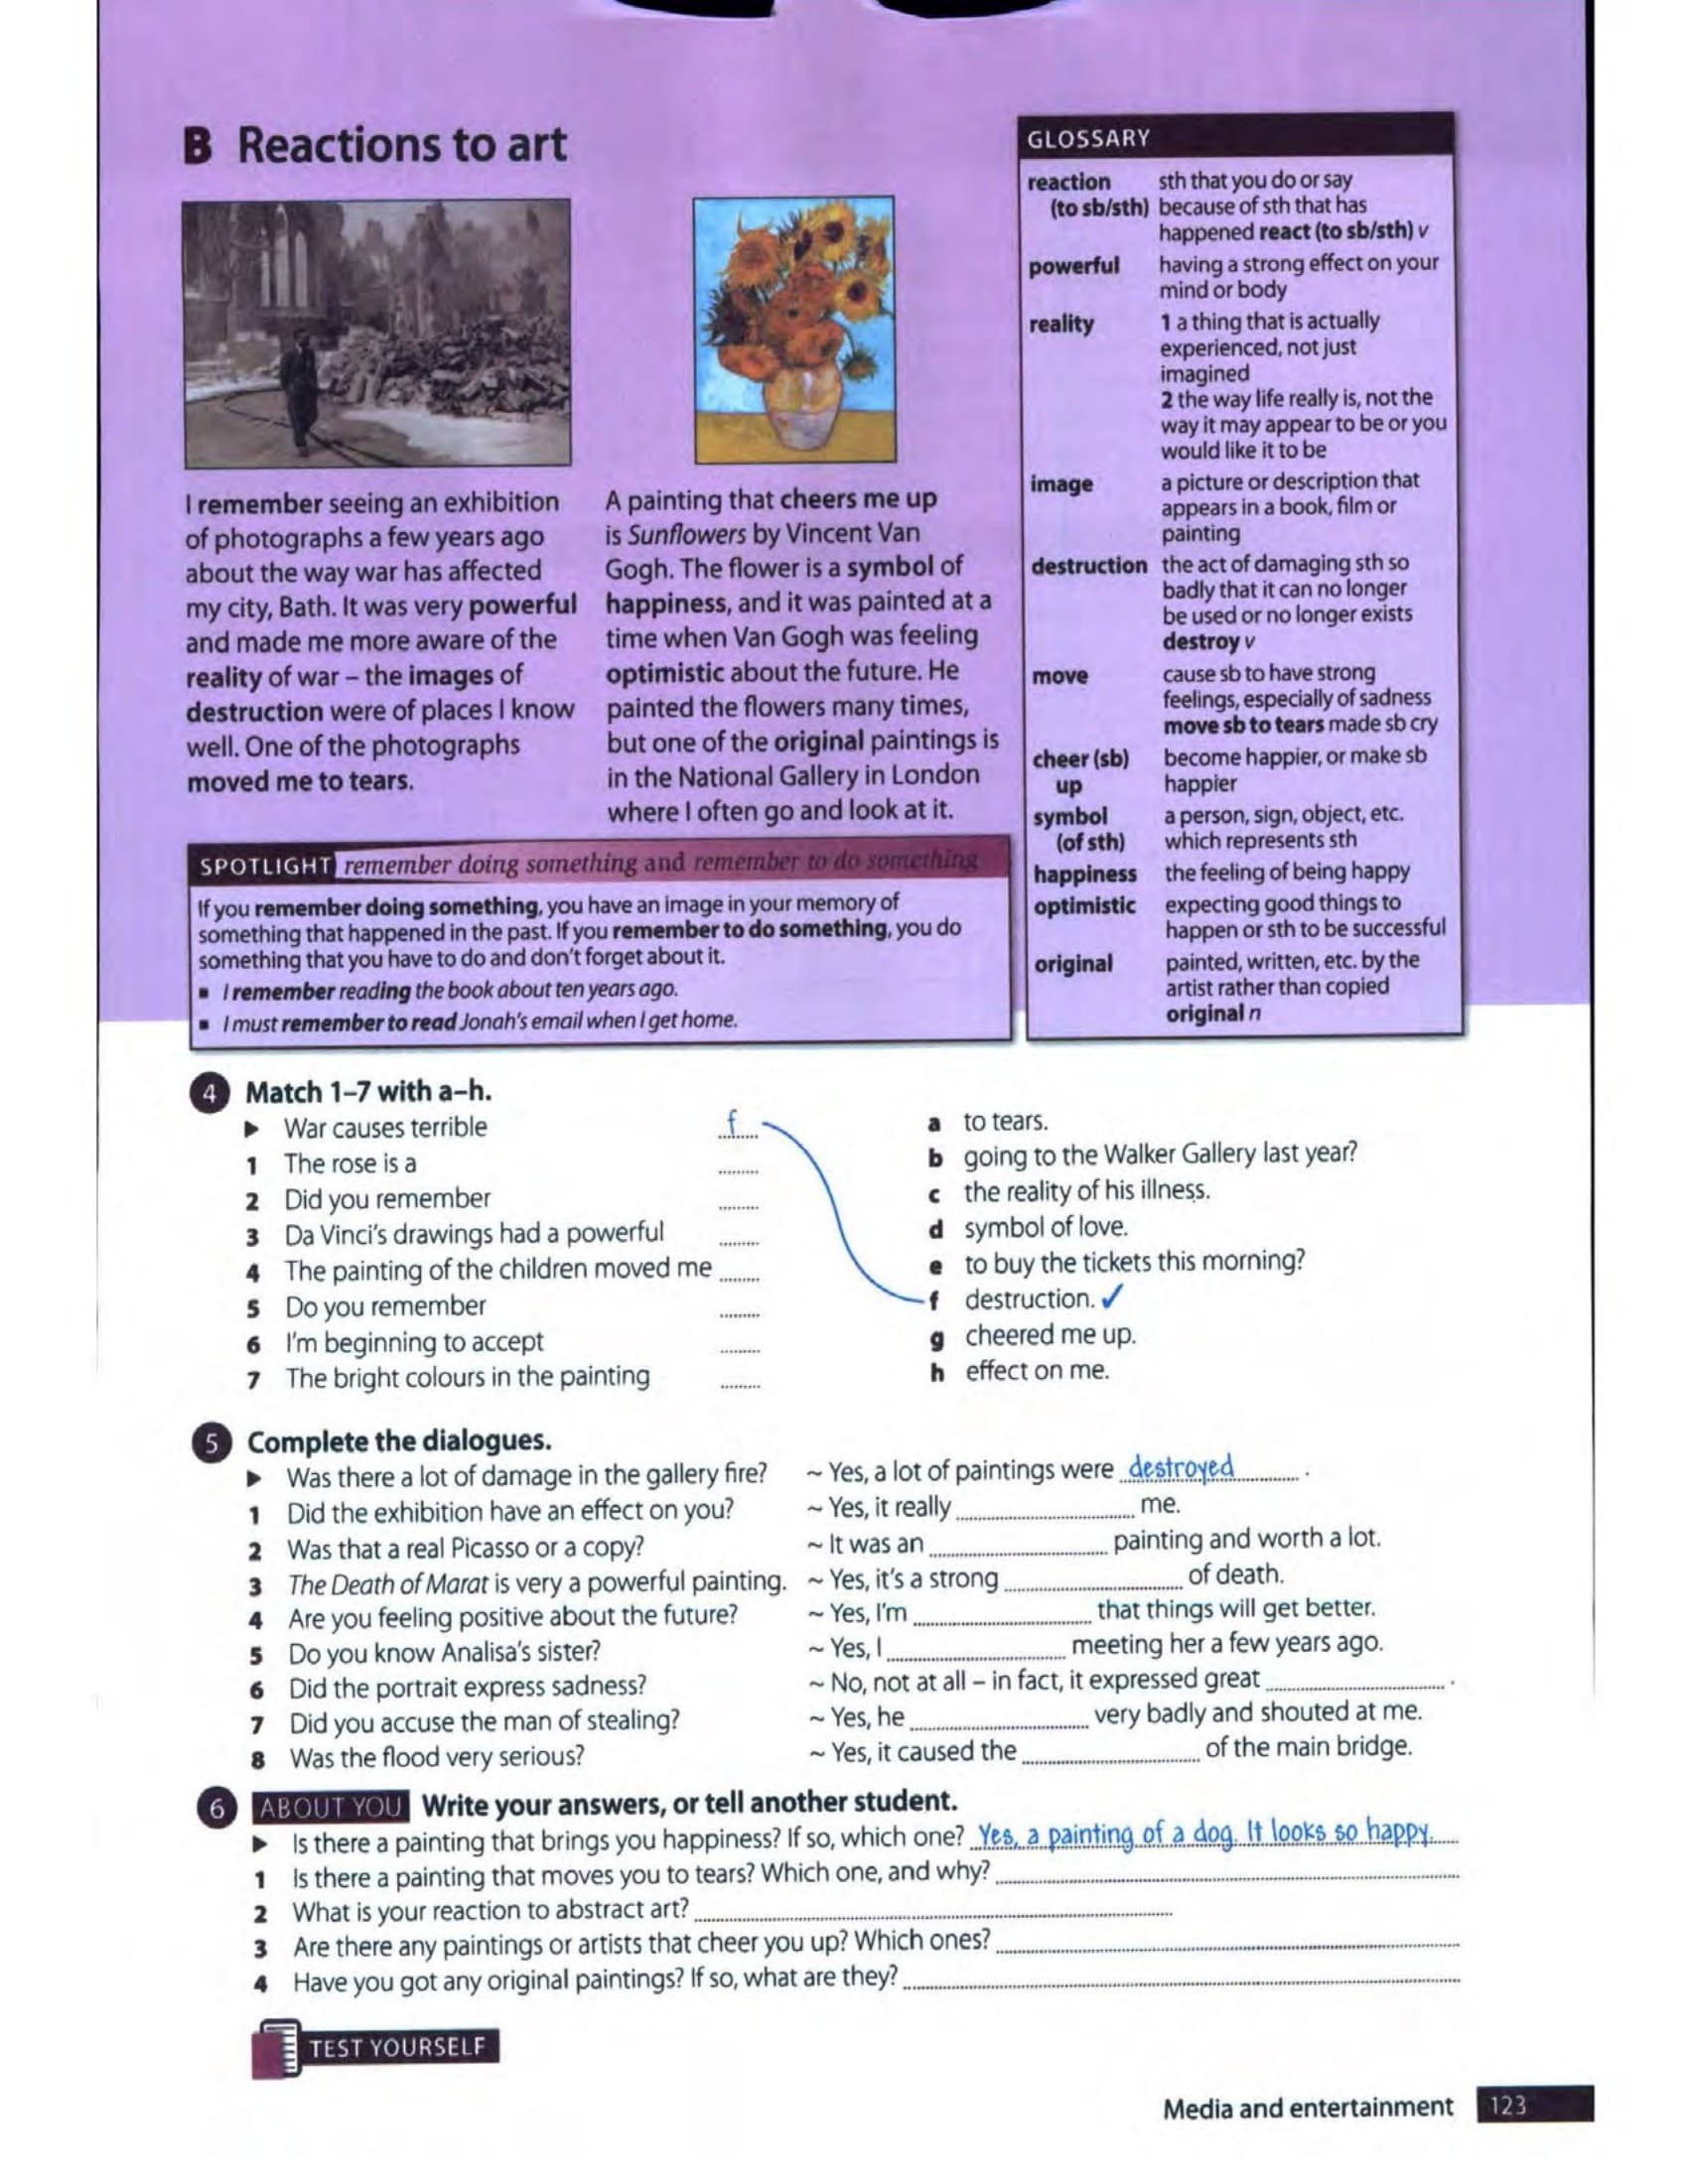 B Reactions to art
I remember seeing an exhibition
of photographs a few years ago
about the way war has affected
my city, Bath. It was very powerful
and made me more aware of the
reality of war – the images of
destruction were of places I know
well. One of the photographs
moved me to tears.
A painting that cheers me up
is Sunflowers by Vincent Van
Gogh. The flower is a symbol of
happiness, and it was painted at a
time when Van Gogh was feeling
optimistic about the future. He
painted the flowers many times,
but one of the original paintings is
in the National Gallery in London
where I often go and look at it.
GLOSSARY
reaction sth that you do or say
(to sb/sth) because of sth that has
happened react (to sb/sth) v
powerful having a strong effect on your
mind or body
reality 1 a thing that is actually
experienced, not just
imagined
2 the way life really is, not the
way it may appear to be or you
would like it to be
image a picture or description that
appears in a book, film or
painting
destruction the act of damaging sth so
badly that it can no longer
be used or no longer exists
destroy v
move cause sb to have strong
feelings, especially of sadness
move sb to tears made sb cry
cheer (sb) become happier, or make sb
up happier
symbol a person, sign, object, etc.
(of sth) which represents sth
happiness the feeling of being happy
optimistic expecting good things to
happen or sth to be successful
original painted, written, etc. by the
artist rather than copied
original n
SPOTLIGHT remember doing something and remember to do something
If you remember doing something, you have an image in your memory of
something that happened in the past. If you remember to do something, you do
something that you have to do and don't forget about it.
▪ I remember reading the book about ten years ago.
▪ I must remember to read Jonah's email when I get home.
4 Match 1–7 with a–h.
▶ War causes terrible f
1 The rose is a
2 Did you remember
3 Da Vinci's drawings had a powerful
4 The painting of the children moved me
5 Do you remember
6 I'm beginning to accept
7 The bright colours in the painting
a to tears.
b going to the Walker Gallery last year?
c the reality of his illness.
d symbol of love.
e to buy the tickets this morning?
f destruction. ✓
g cheered me up.
h effect on me.
5 Complete the dialogues.
▶ Was there a lot of damage in the gallery fire? ~ Yes, a lot of paintings were destroyed.
1 Did the exhibition have an effect on you? ~ Yes, it really ........ me.
2 Was that a real Picasso or a copy? ~ It was an ........ painting and worth a lot.
3 The Death of Marat is very a powerful painting. ~ Yes, it's a strong ........ of death.
4 Are you feeling positive about the future? ~ Yes, I'm ........ that things will get better.
5 Do you know Analisa's sister? ~ Yes, I ........ meeting her a few years ago.
6 Did the portrait express sadness? ~ No, not at all – in fact, it expressed great ........ .
7 Did you accuse the man of stealing? ~ Yes, he ........ very badly and shouted at me.
8 Was the flood very serious? ~ Yes, it caused the ........ of the main bridge.
6 ABOUT YOU Write your answers, or tell another student.
▶ Is there a painting that brings you happiness? If so, which one? Yes, a painting of a dog. It looks so happy.
1 Is there a painting that moves you to tears? Which one, and why?
2 What is your reaction to abstract art?
3 Are there any paintings or artists that cheer you up? Which ones?
4 Have you got any original paintings? If so, what are they?
TEST YOURSELF
Media and entertainment 123